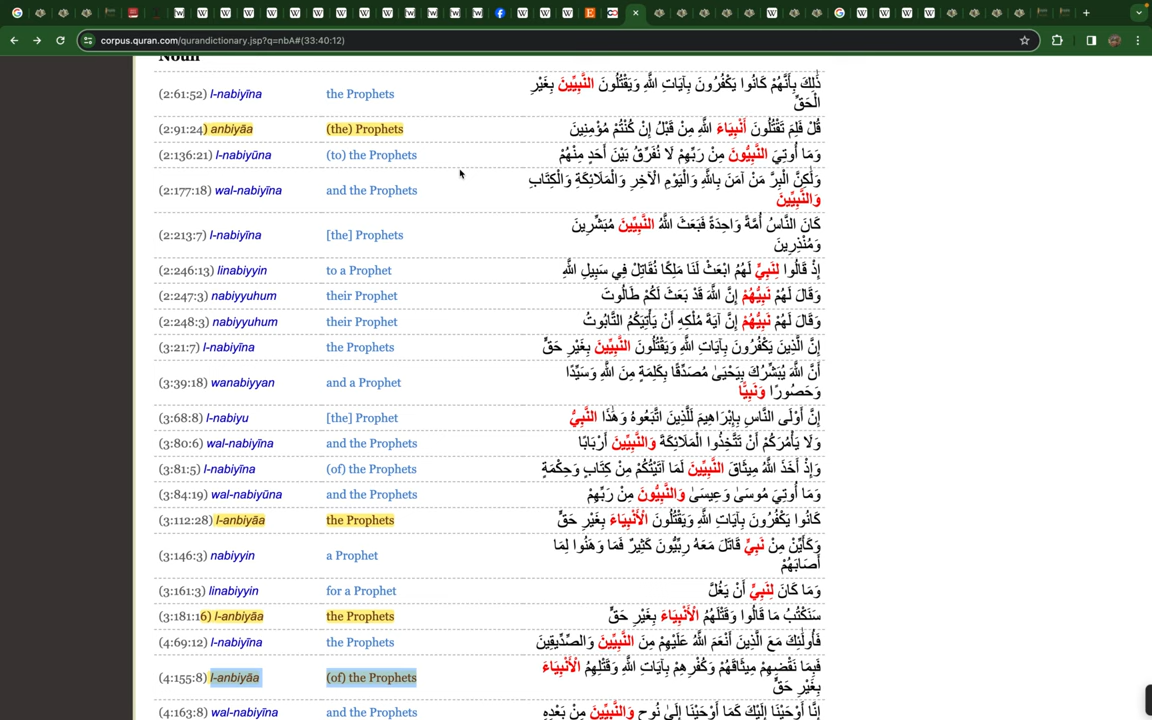 corpus.quran.com/qurandictionary.jsp?q=nbA#(33:40:12)
Noun
(2:61:52) l-nabiyīna the Prophets ذَٰلِكَ بِأَنَّهُمْ كَانُوا يَكْفُرُونَ بِآيَاتِ اللَّهِ وَيَقْتُلُونَ النَّبِيِّينَ بِغَيْرِ
الْحَقِّ
(2:91:24) anbiyāa (the) Prophets قُلْ فَلِمَ تَقْتُلُونَ أَنْبِيَاءَ اللَّهِ مِنْ قَبْلُ إِنْ كُنْتُمْ مُؤْمِنِينَ
(2:136:21) l-nabiyūna (to) the Prophets وَمَا أُوتِيَ النَّبِيُّونَ مِنْ رَبِّهِمْ لَا نُفَرِّقُ بَيْنَ أَحَدٍ مِنْهُمْ
(2:177:18) wal-nabiyīna and the Prophets وَلَٰكِنَّ الْبِرَّ مَنْ آمَنَ بِاللَّهِ وَالْيَوْمِ الْآخِرِ وَالْمَلَائِكَةِ وَالْكِتَابِ
وَالنَّبِيِّينَ
(2:213:7) l-nabiyīna [the] Prophets كَانَ النَّاسُ أُمَّةً وَاحِدَةً فَبَعَثَ اللَّهُ النَّبِيِّينَ مُبَشِّرِينَ
وَمُنْذِرِينَ
(2:246:13) linabiyyin to a Prophet إِذْ قَالُوا لِنَبِيٍّ لَهُمُ ابْعَثْ لَنَا مَلِكًا نُقَاتِلْ فِي سَبِيلِ اللَّهِ
(2:247:3) nabiyyuhum their Prophet وَقَالَ لَهُمْ نَبِيُّهُمْ إِنَّ اللَّهَ قَدْ بَعَثَ لَكُمْ طَالُوتَ
(2:248:3) nabiyyuhum their Prophet وَقَالَ لَهُمْ نَبِيُّهُمْ إِنَّ آيَةَ مُلْكِهِ أَنْ يَأْتِيَكُمُ التَّابُوتُ
(3:21:7) l-nabiyīna the Prophets إِنَّ الَّذِينَ يَكْفُرُونَ بِآيَاتِ اللَّهِ وَيَقْتُلُونَ النَّبِيِّينَ بِغَيْرِ حَقٍّ
(3:39:18) wanabiyyan and a Prophet أَنَّ اللَّهَ يُبَشِّرُكَ بِيَحْيَىٰ مُصَدِّقًا بِكَلِمَةٍ مِنَ اللَّهِ وَسَيِّدًا
وَحَصُورًا وَنَبِيًّا
(3:68:8) l-nabiyu [the] Prophet إِنَّ أَوْلَى النَّاسِ بِإِبْرَاهِيمَ لَلَّذِينَ اتَّبَعُوهُ وَهَٰذَا النَّبِيُّ
(3:80:6) wal-nabiyīna and the Prophets وَلَا يَأْمُرَكُمْ أَنْ تَتَّخِذُوا الْمَلَائِكَةَ وَالنَّبِيِّينَ أَرْبَابًا
(3:81:5) l-nabiyīna (of) the Prophets وَإِذْ أَخَذَ اللَّهُ مِيثَاقَ النَّبِيِّينَ لَمَا آتَيْتُكُمْ مِنْ كِتَابٍ وَحِكْمَةٍ
(3:84:19) wal-nabiyūna and the Prophets وَمَا أُوتِيَ مُوسَىٰ وَعِيسَىٰ وَالنَّبِيُّونَ مِنْ رَبِّهِمْ
(3:112:28) l-anbiyāa the Prophets كَانُوا يَكْفُرُونَ بِآيَاتِ اللَّهِ وَيَقْتُلُونَ الْأَنْبِيَاءَ بِغَيْرِ حَقٍّ
(3:146:3) nabiyyin a Prophet وَكَأَيِّنْ مِنْ نَبِيٍّ قَاتَلَ مَعَهُ رِبِّيُّونَ كَثِيرٌ فَمَا وَهَنُوا لِمَا
أَصَابَهُمْ
(3:161:3) linabiyyin for a Prophet وَمَا كَانَ لِنَبِيٍّ أَنْ يَغُلَّ
(3:181:16) l-anbiyāa the Prophets سَنَكْتُبُ مَا قَالُوا وَقَتْلَهُمُ الْأَنْبِيَاءَ بِغَيْرِ حَقٍّ
(4:69:12) l-nabiyīna the Prophets فَأُولَٰئِكَ مَعَ الَّذِينَ أَنْعَمَ اللَّهُ عَلَيْهِمْ مِنَ النَّبِيِّينَ وَالصِّدِّيقِينَ
(4:155:8) l-anbiyāa (of) the Prophets فَبِمَا نَقْضِهِمْ مِيثَاقَهُمْ وَكُفْرِهِمْ بِآيَاتِ اللَّهِ وَقَتْلِهِمُ الْأَنْبِيَاءَ
بِغَيْرِ حَقٍّ
(4:163:8) wal-nabiyīna and the Prophets إِنَّا أَوْحَيْنَا إِلَيْكَ كَمَا أَوْحَيْنَا إِلَىٰ نُوحٍ وَالنَّبِيِّينَ مِنْ بَعْدِهِ